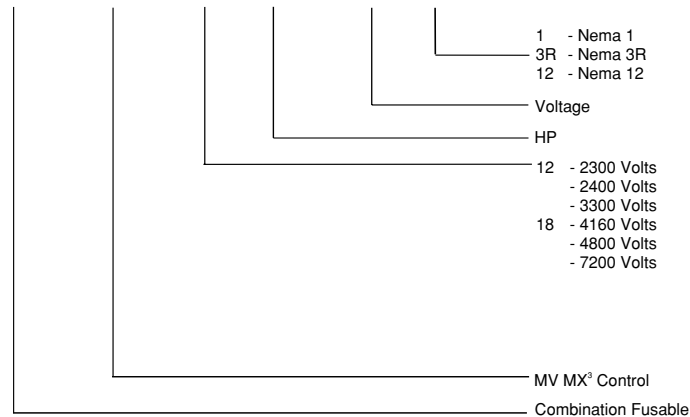 1 - Nema 1
3R - Nema 3R
12 - Nema 12
Voltage
HP
12 - 2300 Volts
- 2400 Volts
- 3300 Volts
18 - 4160 Volts
- 4800 Volts
- 7200 Volts
MV MX³ Control
Combination Fusable